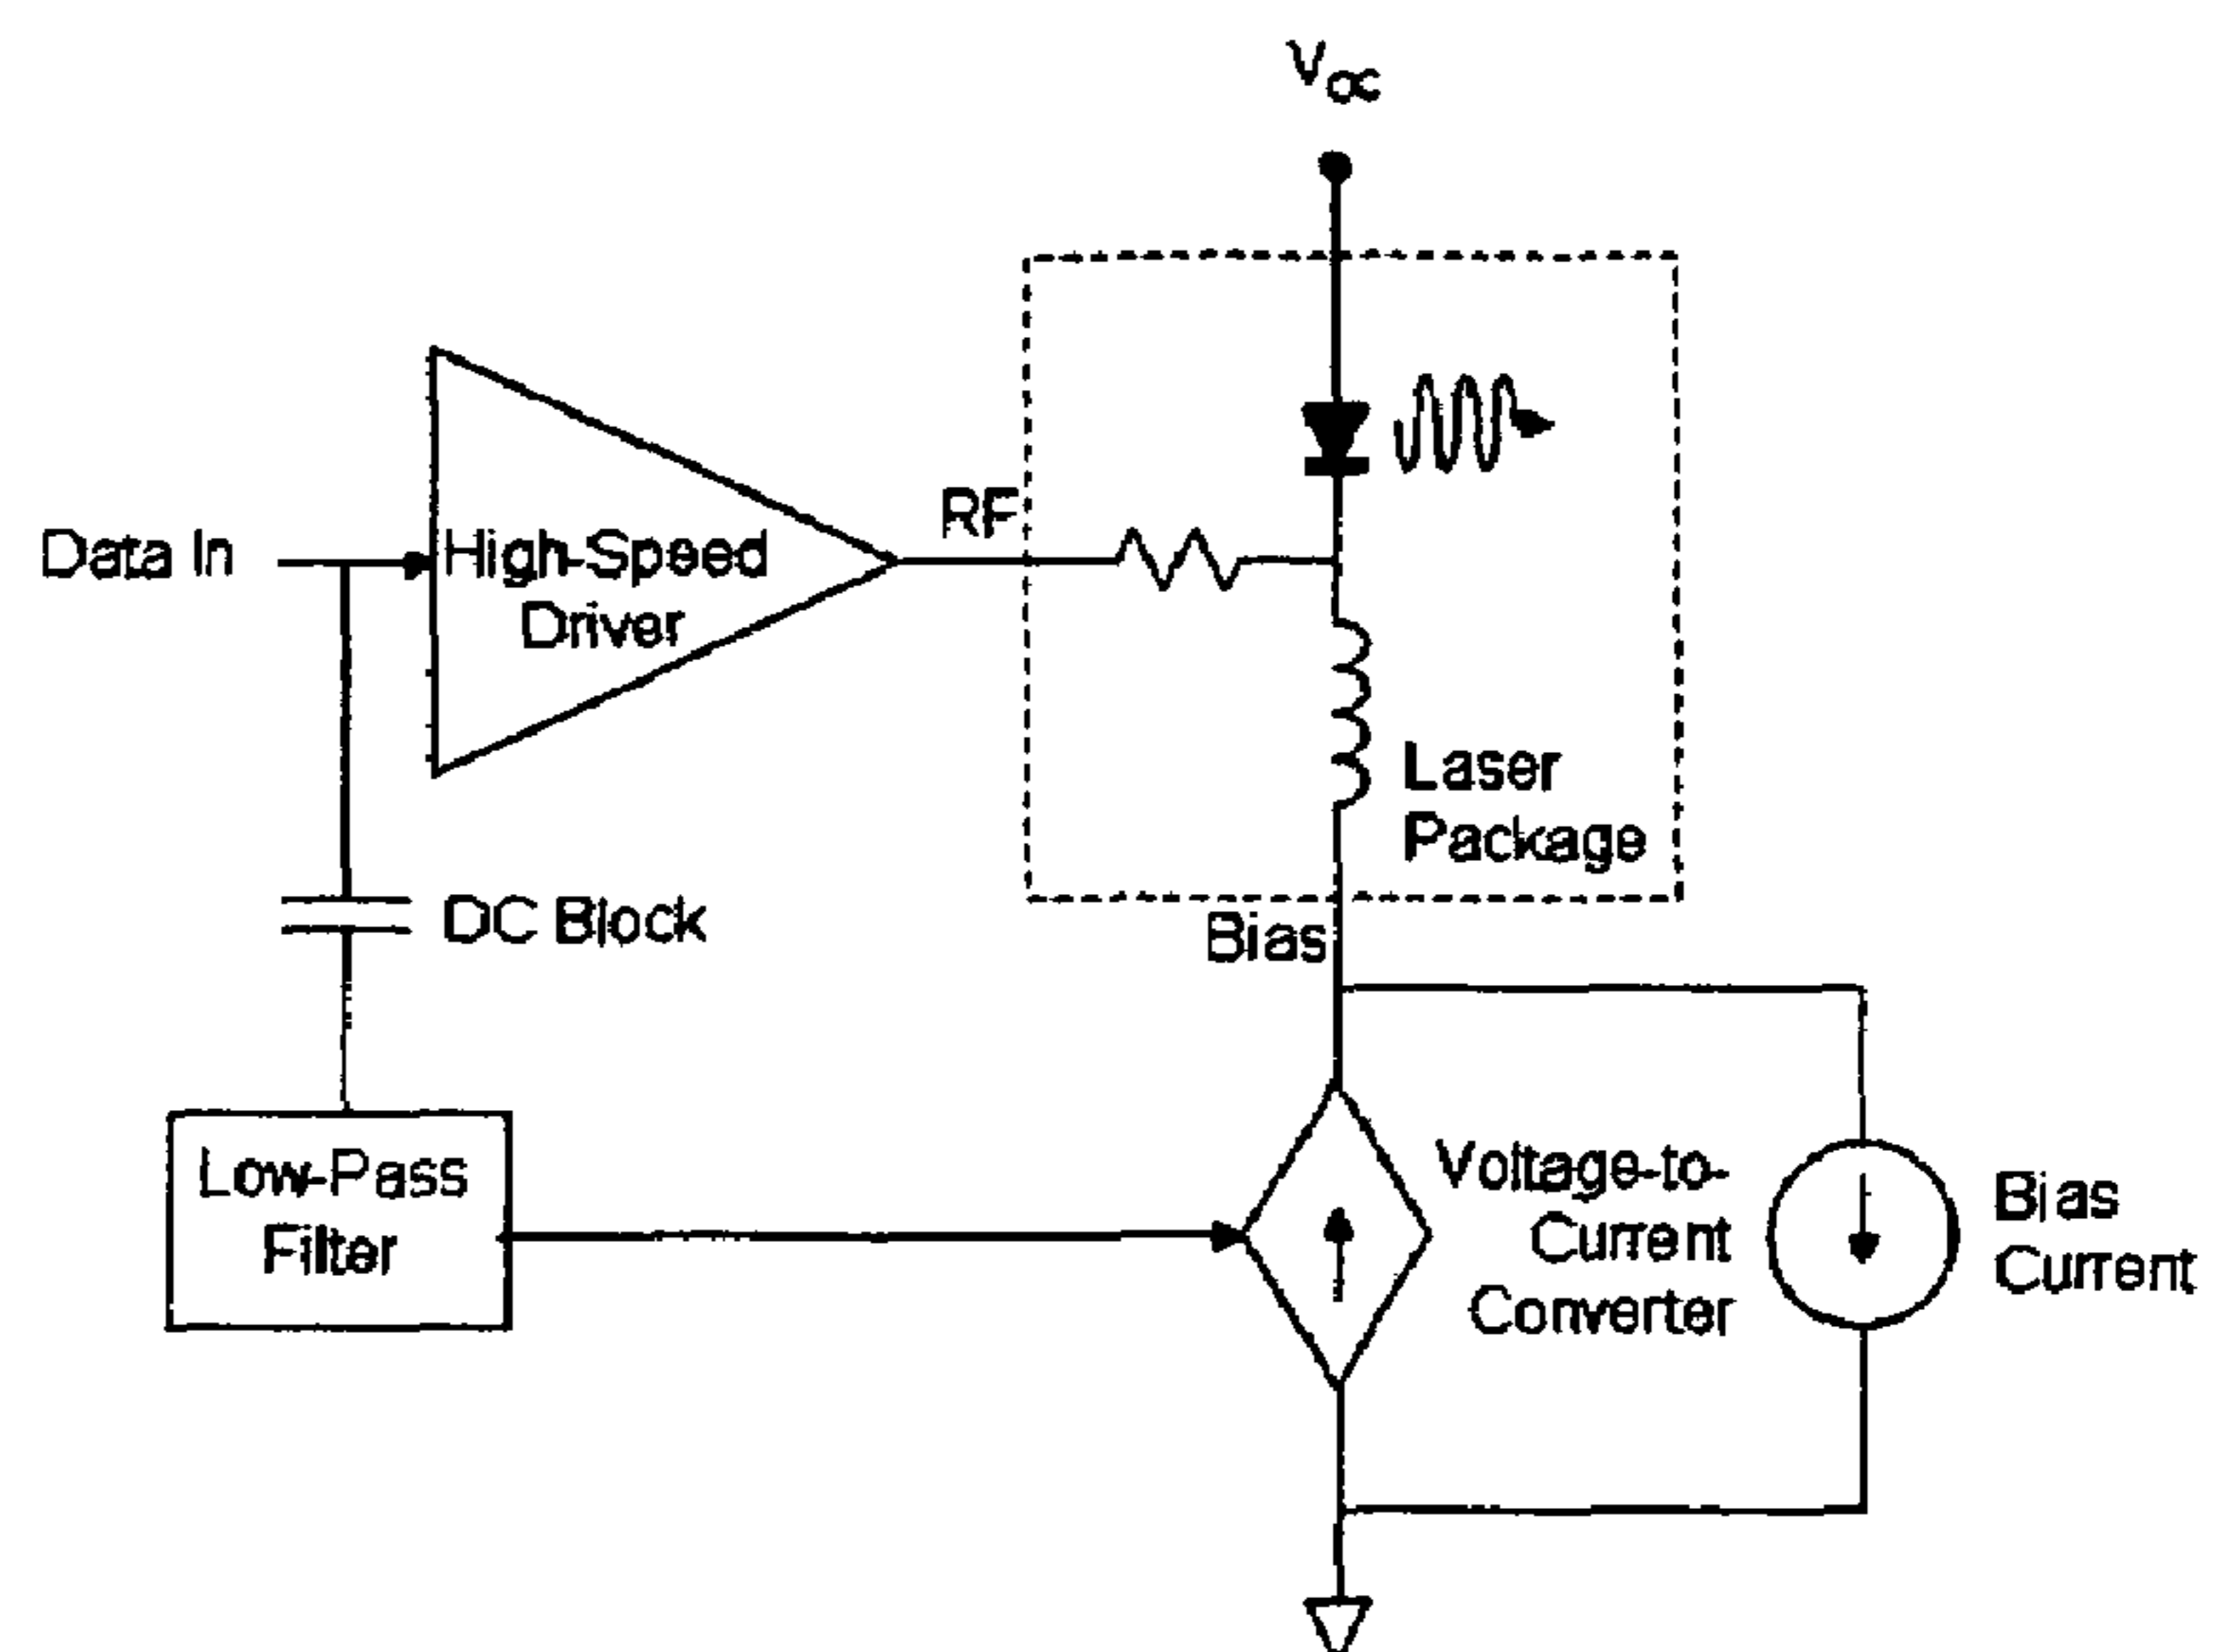 Vcc
Data In
High-Speed
Driver
RF
Laser
Package
DC Block
Bias
Low-Pass
Filter
Voltage-to-
Current
Converter
Bias
Current